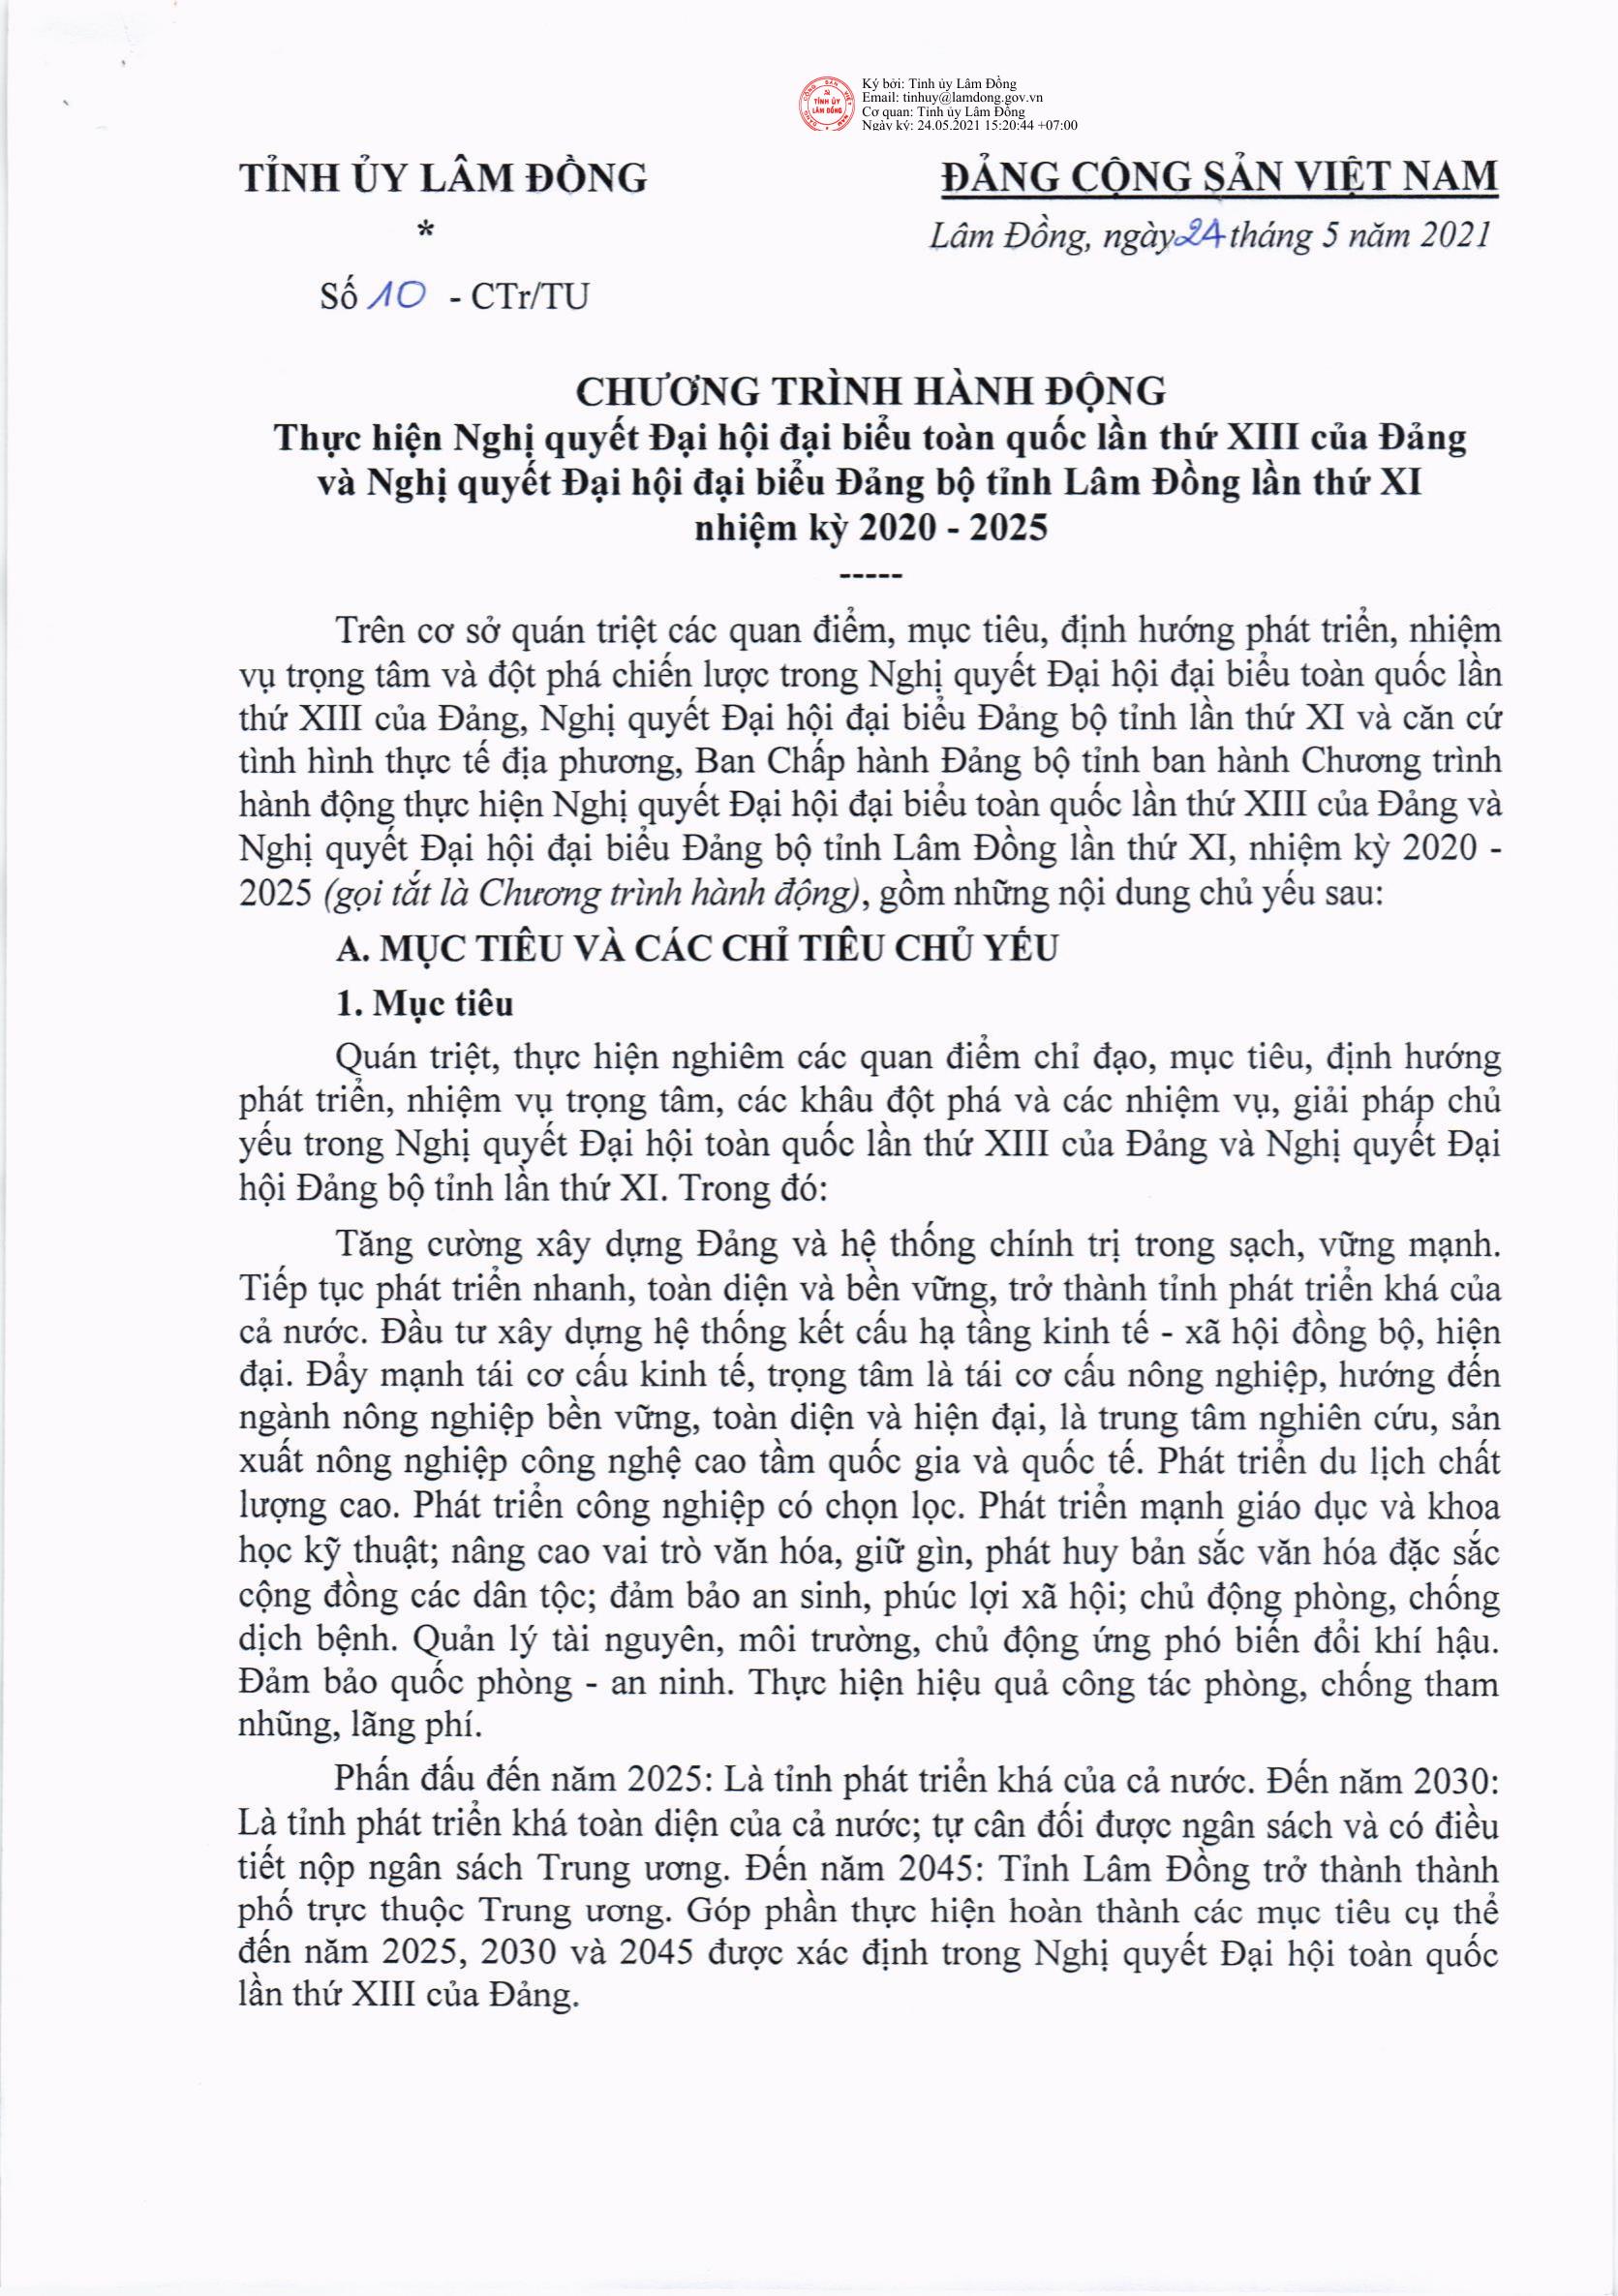 Ký bởi: Tỉnh ủy Lâm Đồng
Email: tinhuy@lamdong.gov.vn
Cơ quan: Tỉnh ủy Lâm Đồng
Ngày ký: 24.05.2021 15:20:44 +07:00
TỈNH ỦY LÂM ĐỒNG
TỈNH ỦY LÂM ĐỒNG
ĐẢNG CỘNG SẢN VIỆT NAM
*
Lâm Đồng, ngày 24 tháng 5 năm 2021
Số 10 - CTr/TU
CHƯƠNG TRÌNH HÀNH ĐỘNG
Thực hiện Nghị quyết Đại hội đại biểu toàn quốc lần thứ XIII của Đảng
và Nghị quyết Đại hội đại biểu Đảng bộ tỉnh Lâm Đồng lần thứ XI
nhiệm kỳ 2020 - 2025
-----
Trên cơ sở quán triệt các quan điểm, mục tiêu, định hướng phát triển, nhiệm
vụ trọng tâm và đột phá chiến lược trong Nghị quyết Đại hội đại biểu toàn quốc lần
thứ XIII của Đảng, Nghị quyết Đại hội đại biểu Đảng bộ tỉnh lần thứ XI và căn cứ
tình hình thực tế địa phương, Ban Chấp hành Đảng bộ tỉnh ban hành Chương trình
hành động thực hiện Nghị quyết Đại hội đại biểu toàn quốc lần thứ XIII của Đảng và
Nghị quyết Đại hội đại biểu Đảng bộ tỉnh Lâm Đồng lần thứ XI, nhiệm kỳ 2020 -
2025 (gọi tắt là Chương trình hành động), gồm những nội dung chủ yếu sau:
A. MỤC TIÊU VÀ CÁC CHỈ TIÊU CHỦ YẾU
1. Mục tiêu
Quán triệt, thực hiện nghiêm các quan điểm chỉ đạo, mục tiêu, định hướng
phát triển, nhiệm vụ trọng tâm, các khâu đột phá và các nhiệm vụ, giải pháp chủ
yếu trong Nghị quyết Đại hội toàn quốc lần thứ XIII của Đảng và Nghị quyết Đại
hội Đảng bộ tỉnh lần thứ XI. Trong đó:
Tăng cường xây dựng Đảng và hệ thống chính trị trong sạch, vững mạnh.
Tiếp tục phát triển nhanh, toàn diện và bền vững, trở thành tỉnh phát triển khá của
cả nước. Đầu tư xây dựng hệ thống kết cấu hạ tầng kinh tế - xã hội đồng bộ, hiện
đại. Đẩy mạnh tái cơ cấu kinh tế, trọng tâm là tái cơ cấu nông nghiệp, hướng đến
ngành nông nghiệp bền vững, toàn diện và hiện đại, là trung tâm nghiên cứu, sản
xuất nông nghiệp công nghệ cao tầm quốc gia và quốc tế. Phát triển du lịch chất
lượng cao. Phát triển công nghiệp có chọn lọc. Phát triển mạnh giáo dục và khoa
học kỹ thuật; nâng cao vai trò văn hóa, giữ gìn, phát huy bản sắc văn hóa đặc sắc
cộng đồng các dân tộc; đảm bảo an sinh, phúc lợi xã hội; chủ động phòng, chống
dịch bệnh. Quản lý tài nguyên, môi trường, chủ động ứng phó biến đổi khí hậu.
Đảm bảo quốc phòng - an ninh. Thực hiện hiệu quả công tác phòng, chống tham
nhũng, lãng phí.
Phấn đấu đến năm 2025: Là tỉnh phát triển khá của cả nước. Đến năm 2030:
Là tỉnh phát triển khá toàn diện của cả nước; tự cân đối được ngân sách và có điều
tiết nộp ngân sách Trung ương. Đến năm 2045: Tỉnh Lâm Đồng trở thành thành
phố trực thuộc Trung ương. Góp phần thực hiện hoàn thành các mục tiêu cụ thể
đến năm 2025, 2030 và 2045 được xác định trong Nghị quyết Đại hội toàn quốc
lần thứ XIII của Đảng.